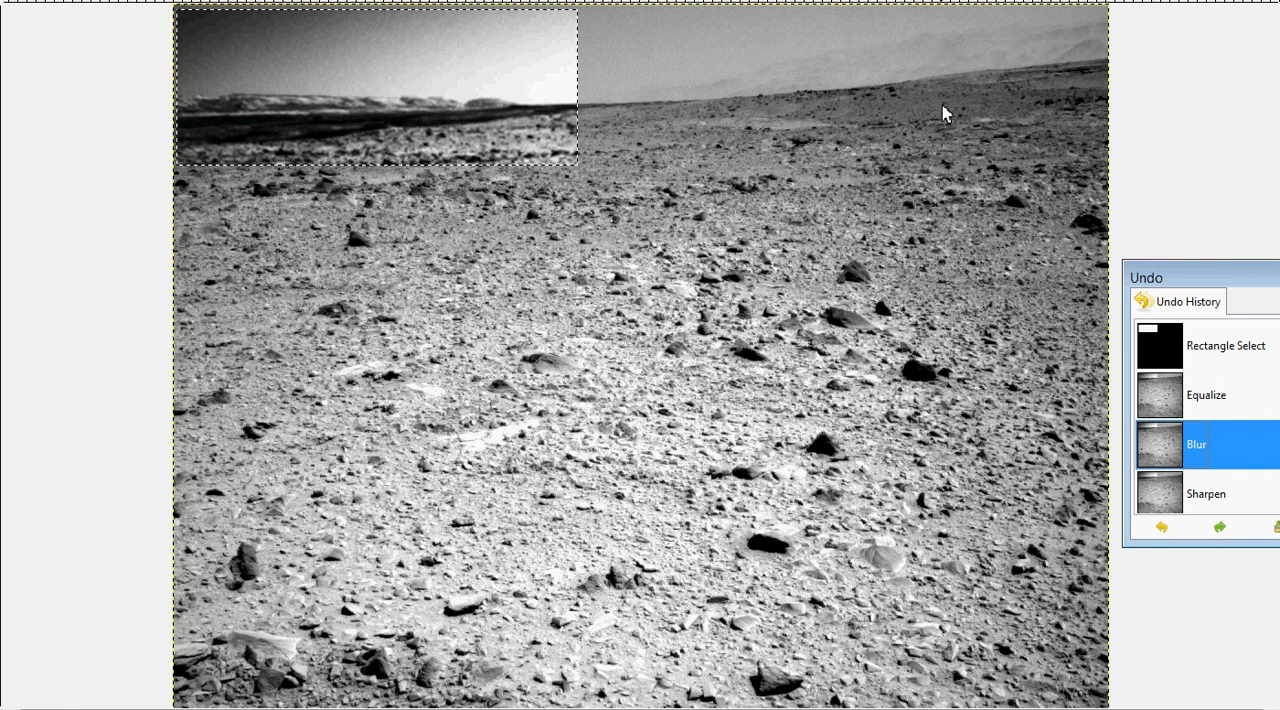 Undo
Undo History
Rectangle Select
Equalize
Blur
Sharpen